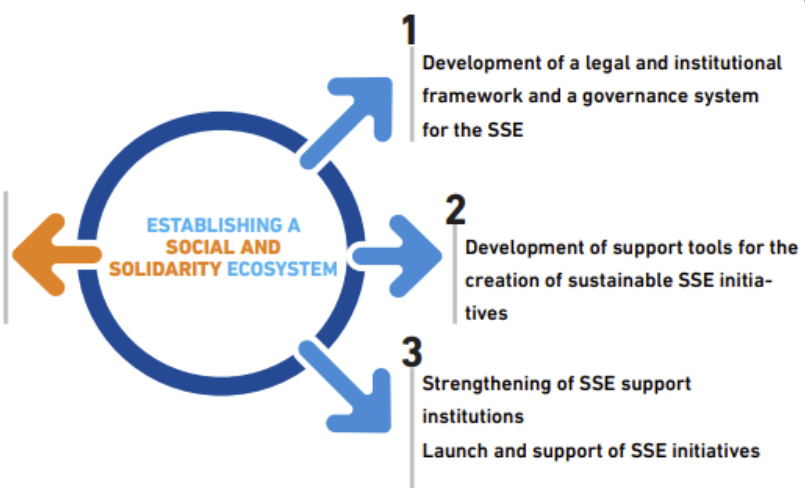 ESTABLISHING A
SOCIAL AND
SOLIDARITY ECOSYSTEM
1
Development of a legal and institutional
framework and a governance system
for the SSE
2
Development of support tools for the
creation of sustainable SSE initia-
tives
3
Strengthening of SSE support
institutions
Launch and support of SSE initiatives